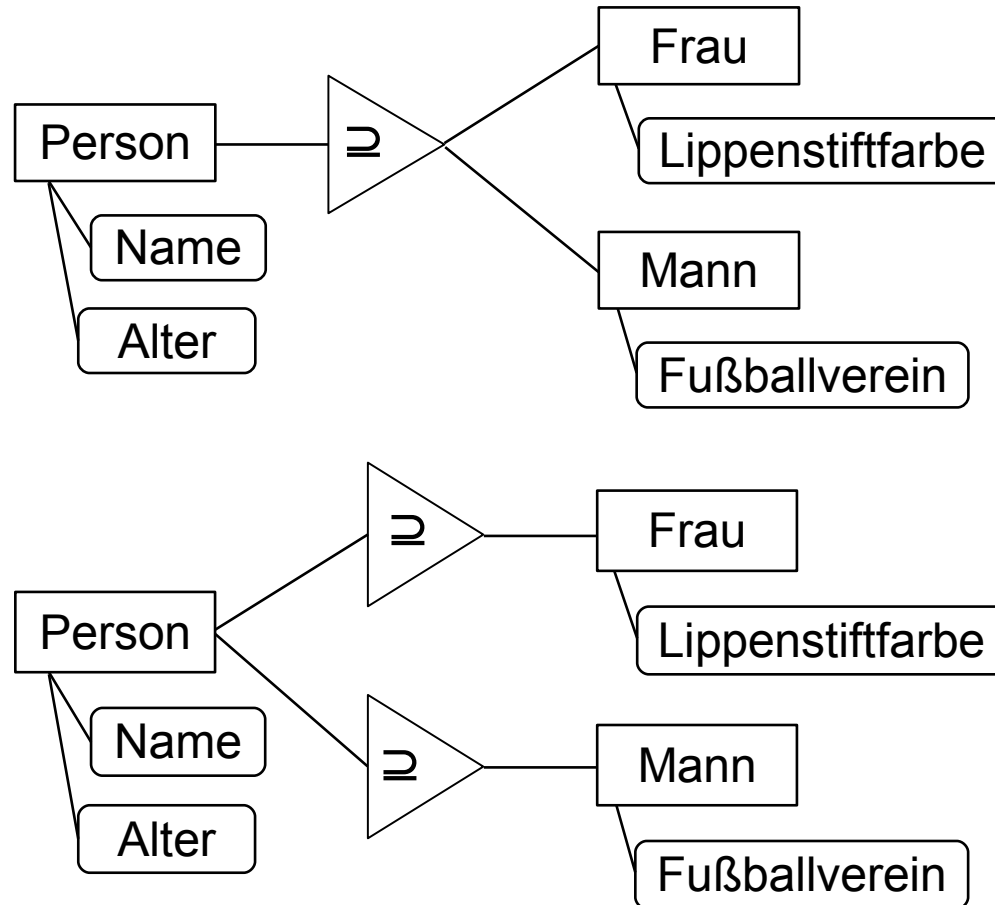 Frau
Person
⊇
Lippenstiftfarbe
Name
Mann
Alter
Fußballverein
⊇
Frau
Person
Lippenstiftfarbe
Name
⊇
Mann
Alter
Fußballverein